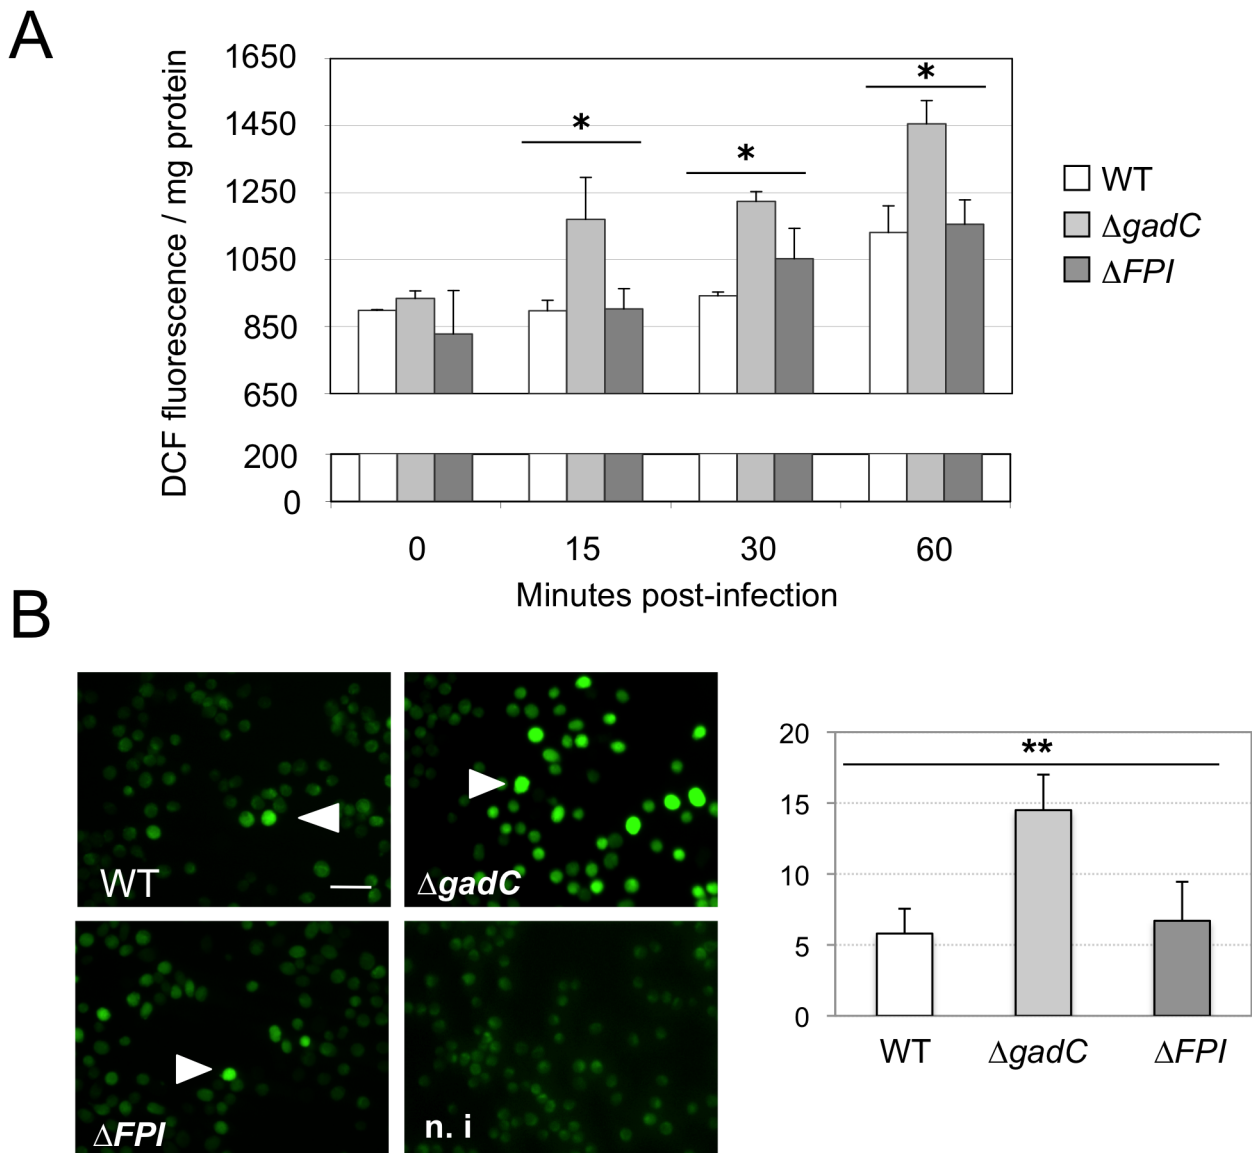 A
DCF fluorescence / mg protein
1650
1450
1250
1050
850
650
200
0
*
*
*
*
WT
ΔgadC
ΔFPI
0 15 30 60
Minutes post-infection
B
WT
ΔgadC
ΔFPI
n. i
20
15
10
5
0
**
WT ΔgadC ΔFPI